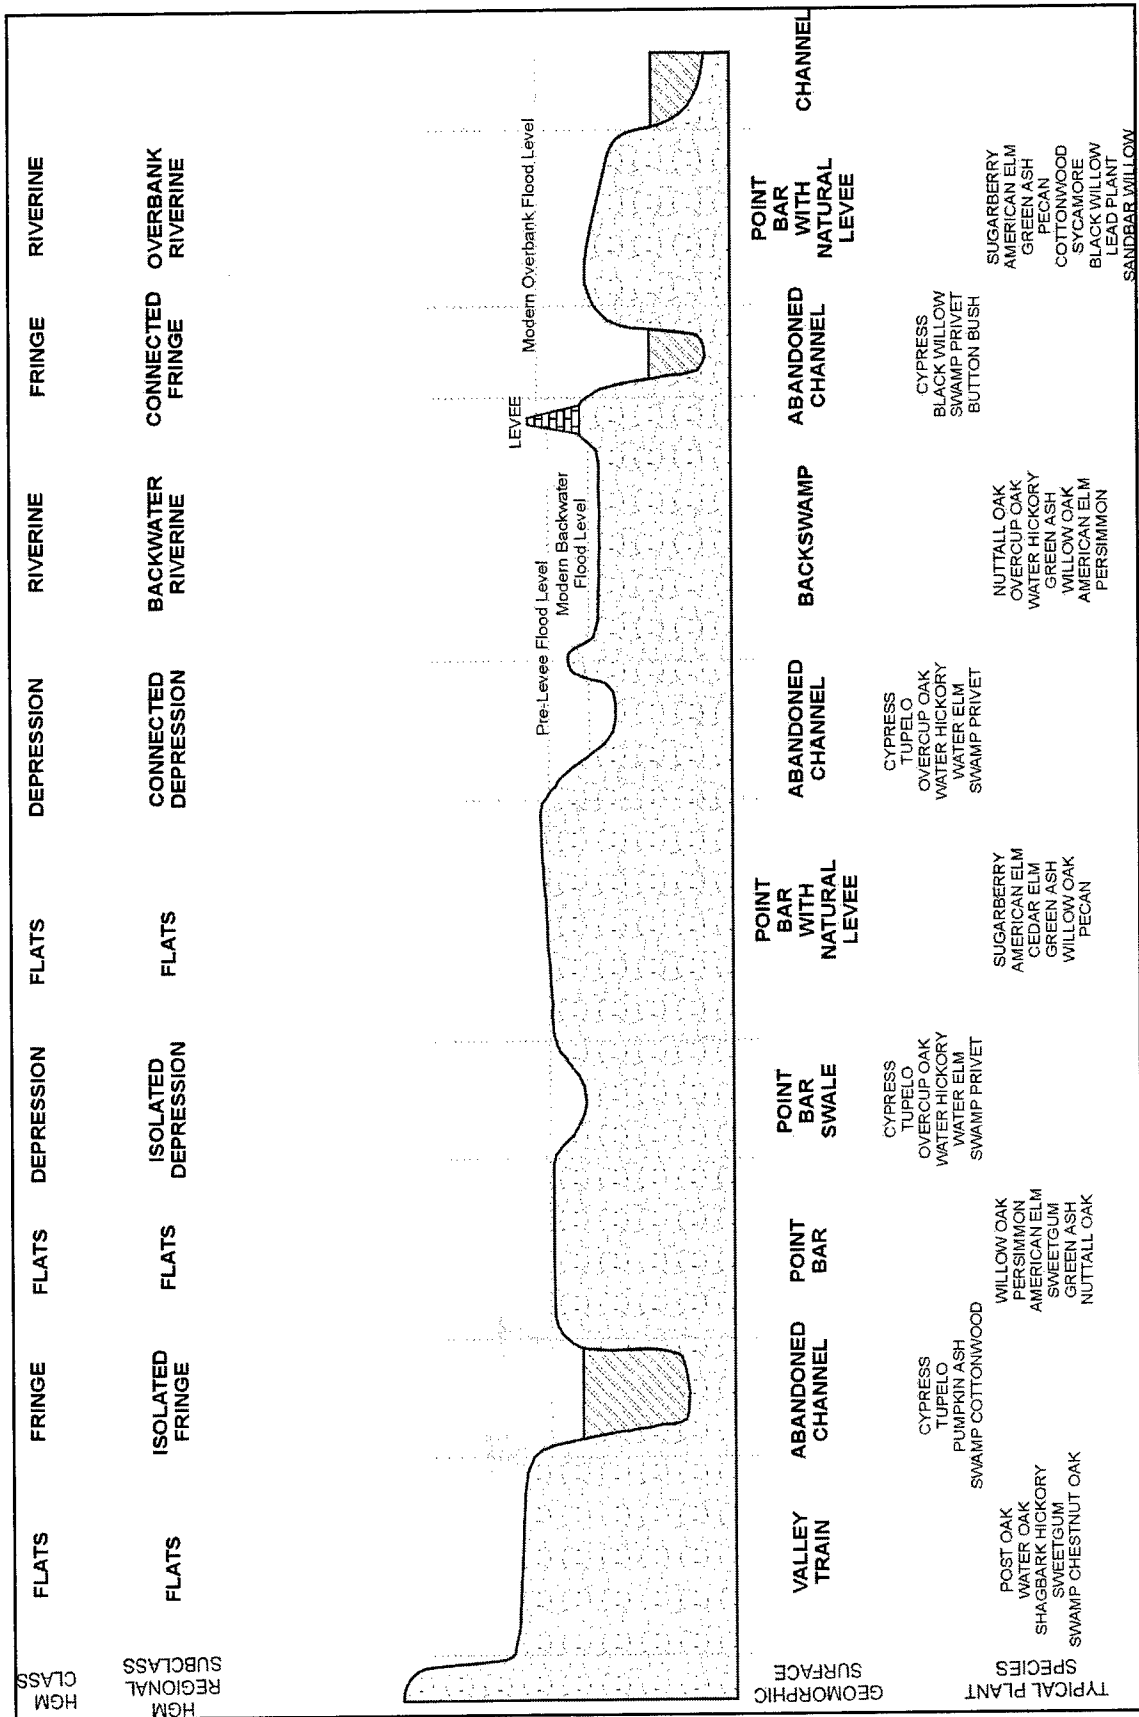 HGM
CLASS
FLATS
FRINGE
FLATS
DEPRESSION
FLATS
DEPRESSION
RIVERINE
FRINGE
RIVERINE
HGM
REGIONAL
SUBCLASS
FLATS
ISOLATED
FRINGE
FLATS
ISOLATED
DEPRESSION
FLATS
CONNECTED
DEPRESSION
BACKWATER
RIVERINE
CONNECTED
FRINGE
OVERBANK
RIVERINE
Pre-Levee Flood Level
Modern Backwater
Flood Level
LEVEE
Modern Overbank Flood Level
GEOMORPHIC
SURFACE
VALLEY
TRAIN
ABANDONED
CHANNEL
POINT
BAR
POINT
BAR
SWALE
POINT
BAR
WITH
NATURAL
LEVEE
ABANDONED
CHANNEL
BACKSWAMP
ABANDONED
CHANNEL
POINT
BAR
WITH
NATURAL
LEVEE
CHANNEL
TYPICAL PLANT
SPECIES
POST OAK
WATER OAK
SHAGBARK HICKORY
SWEETGUM
SWAMP CHESTNUT OAK
CYPRESS
TUPELO
PUMPKIN ASH
SWAMP COTTONWOOD
WILLOW OAK
PERSIMMON
AMERICAN ELM
SWEETGUM
GREEN ASH
NUTTALL OAK
CYPRESS
TUPELO
OVERCUP OAK
WATER HICKORY
WATER ELM
SWAMP PRIVET
SUGARBERRY
AMERICAN ELM
CEDAR ELM
GREEN ASH
WILLOW OAK
PECAN
CYPRESS
TUPELO
OVERCUP OAK
WATER HICKORY
WATER ELM
SWAMP PRIVET
NUTTALL OAK
OVERCUP OAK
WATER HICKORY
GREEN ASH
WILLOW OAK
AMERICAN ELM
PERSIMMON
CYPRESS
BLACK WILLOW
SWAMP PRIVET
BUTTON BUSH
SUGARBERRY
AMERICAN ELM
GREEN ASH
PECAN
COTTONWOOD
SYCAMORE
BLACK WILLOW
LEAD PLANT
SANDBAR WILLOW